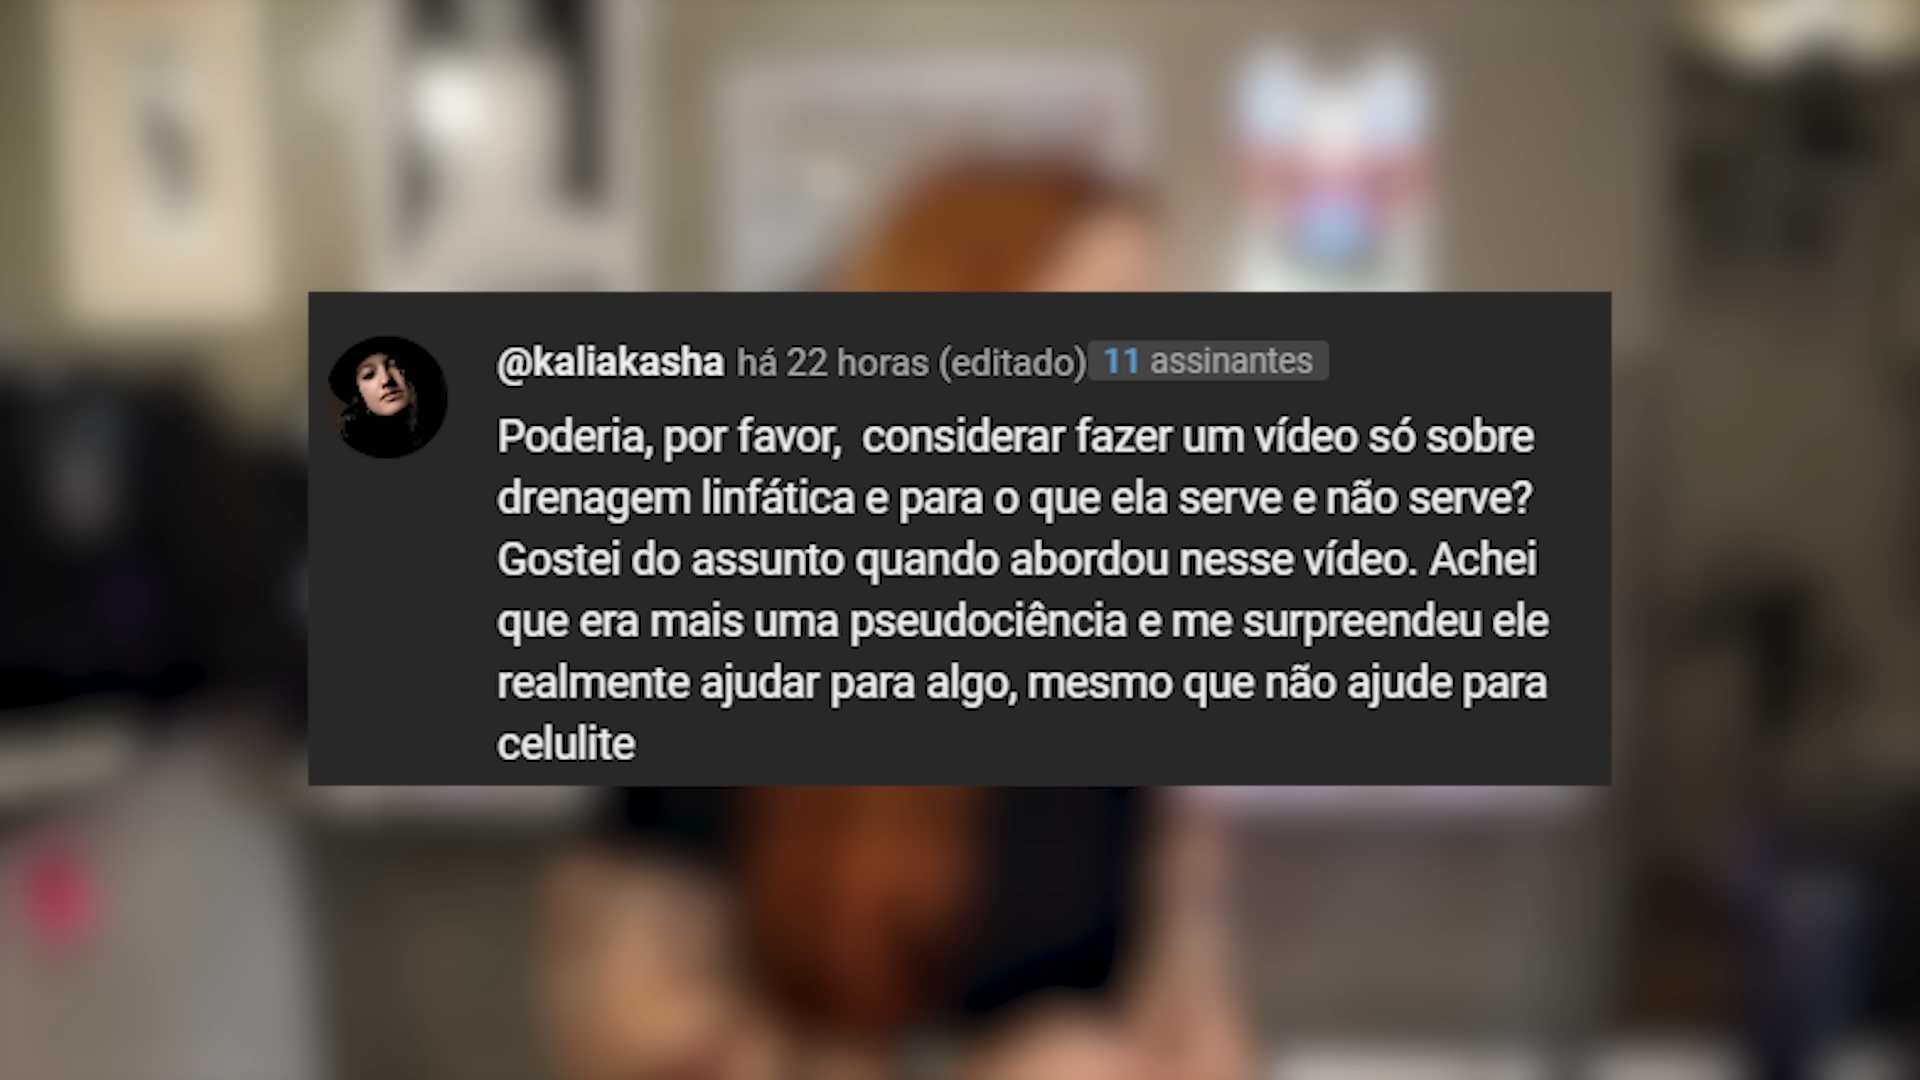 @kaliakasha há 22 horas (editado) 11 assinantes
Poderia, por favor,  considerar fazer um vídeo só sobre
drenagem linfática e para o que ela serve e não serve?
Gostei do assunto quando abordou nesse vídeo. Achei
que era mais uma pseudociência e me surpreendeu ele
realmente ajudar para algo, mesmo que não ajude para
celulite